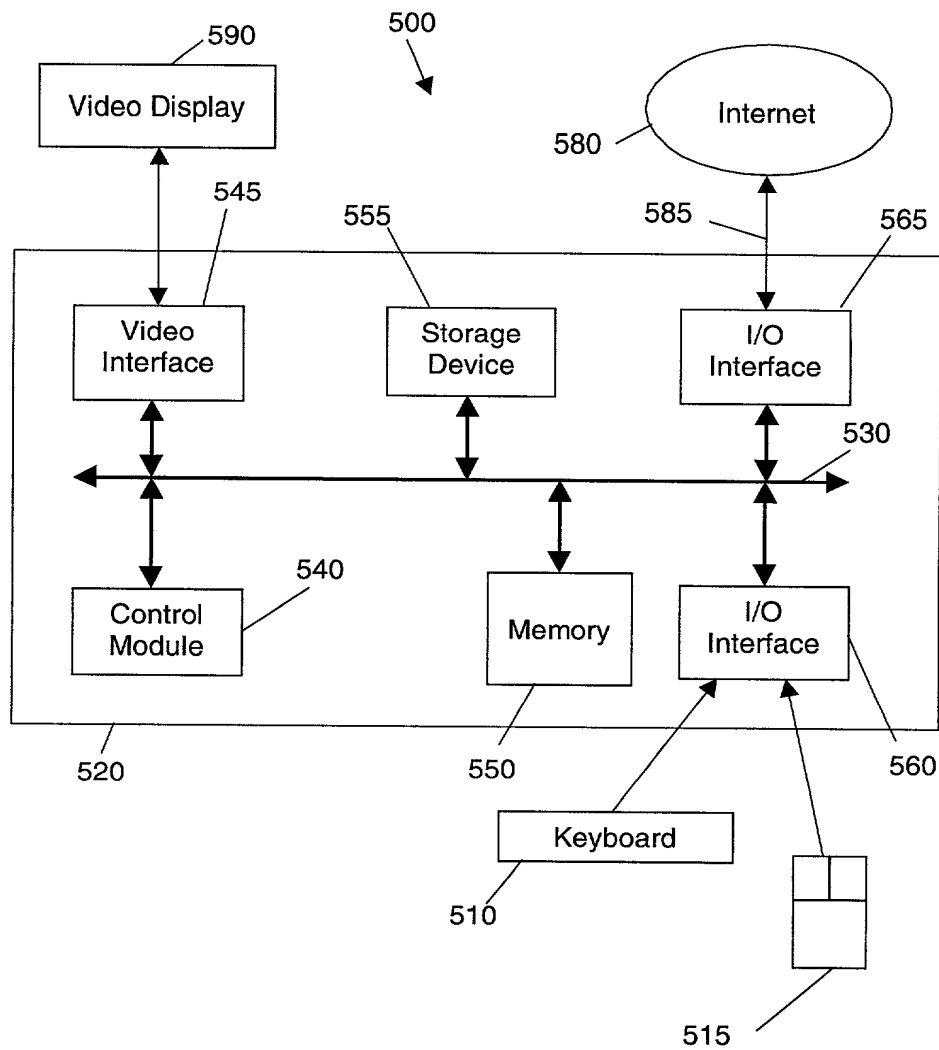 590
500
Video Display
Internet
580
545
555
585
565
Video
Interface
Storage
Device
I/O
Interface
530
540
Control
Module
Memory
I/O
Interface
520
550
560
Keyboard
510
515